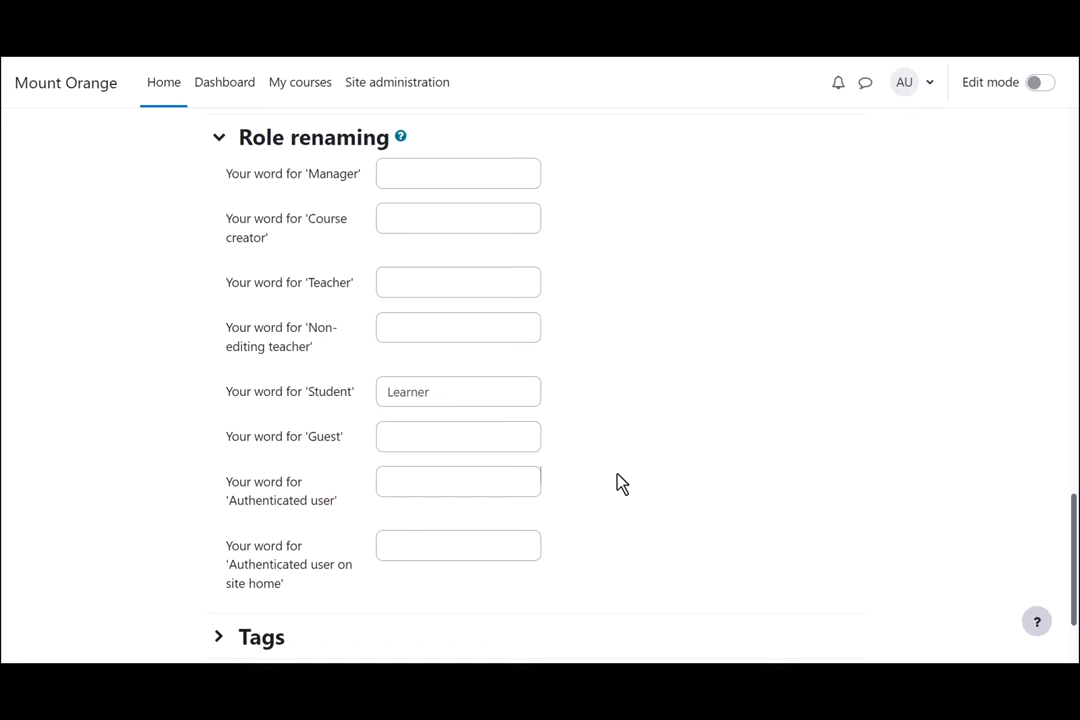 Mount Orange
Home
Dashboard
My courses
Site administration
AU
Edit mode
Role renaming ?
Your word for 'Manager'
Your word for 'Course
creator'
Your word for 'Teacher'
Your word for 'Non-
editing teacher'
Your word for 'Student'
Learner
Your word for 'Guest'
Your word for
'Authenticated user'
Your word for
'Authenticated user on
site home'
Tags
?